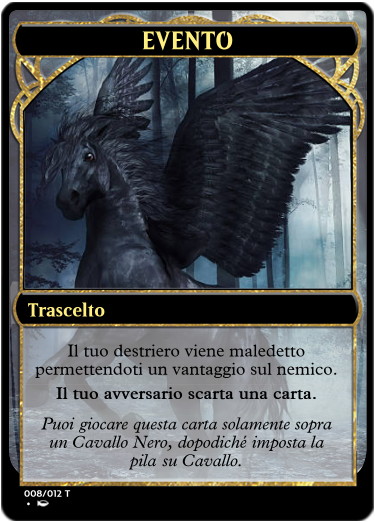 EVENTO
Trascelto
Il tuo destriero viene maledetto
permettendoti un vantaggio sul nemico.
Il tuo avversario scarta una carta.
Puoi giocare questa carta solamente sopra
un Cavallo Nero, dopodiché imposta la
pila su Cavallo.
008/012 T